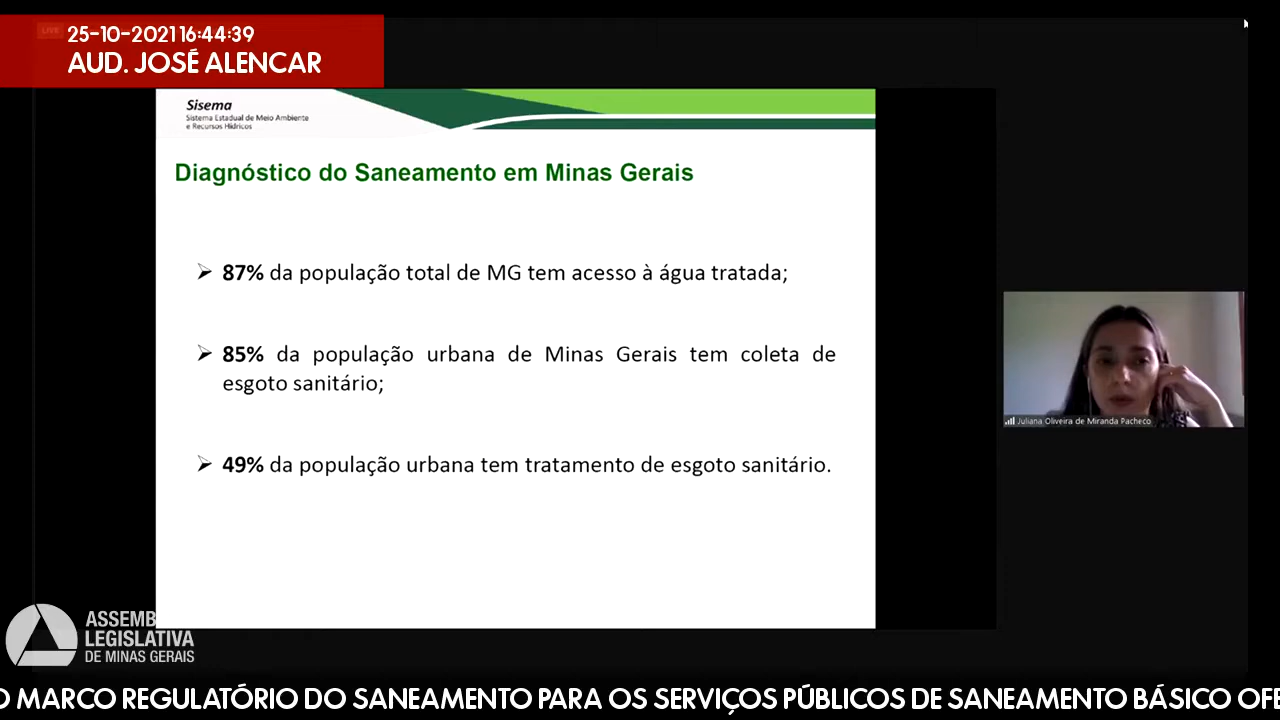 LIVE
25-10-2021 16:44:39
AUD. JOSÉ ALENCAR
Sisema
Sistema Estadual de Meio Ambiente
e Recursos Hídricos
Diagnóstico do Saneamento em Minas Gerais
➢ 87% da população total de MG tem acesso à água tratada;
➢ 85% da população urbana de Minas Gerais tem coleta de
esgoto sanitário;
➢ 49% da população urbana tem tratamento de esgoto sanitário.
Juliana Oliveira de Miranda Pacheco
ASSEMB
LEGISLATIVA
DE MINAS GERAIS
O MARCO REGULATÓRIO DO SANEAMENTO PARA OS SERVIÇOS PÚBLICOS DE SANEAMENTO BÁSICO OFE